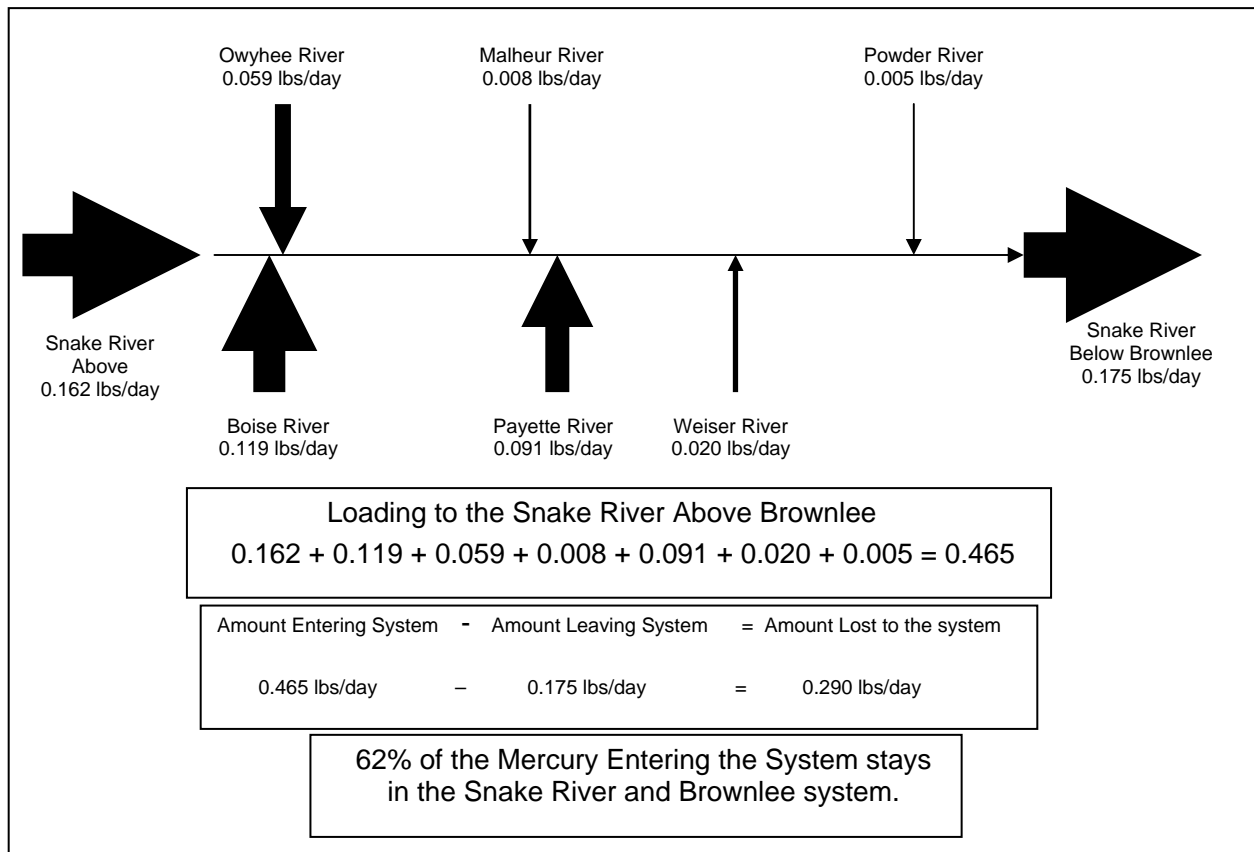 Owyhee River
0.059 lbs/day
Malheur River
0.008 lbs/day
Powder River
0.005 lbs/day
Snake River
Above
0.162 lbs/day
Snake River
Below Brownlee
0.175 lbs/day
Boise River
0.119 lbs/day
Payette River
0.091 lbs/day
Weiser River
0.020 lbs/day
Loading to the Snake River Above Brownlee
0.162 + 0.119 + 0.059 + 0.008 + 0.091 + 0.020 + 0.005 = 0.465
Amount Entering System - Amount Leaving System = Amount Lost to the system
0.465 lbs/day – 0.175 lbs/day = 0.290 lbs/day
62% of the Mercury Entering the System stays
in the Snake River and Brownlee system.